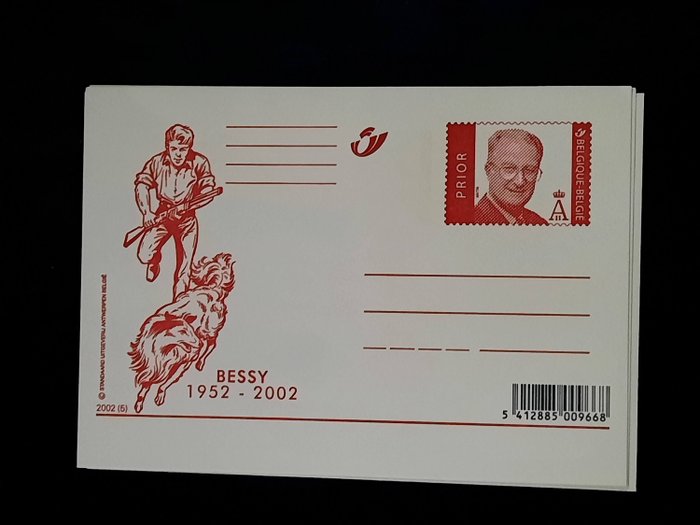 PRIOR
BELGIQUE-BELGIË
A
© STANDAARD UITGEVERIJ ANTWERPEN BELGIË
BESSY
1952 - 2002
2002 (5)
5 412885 009668